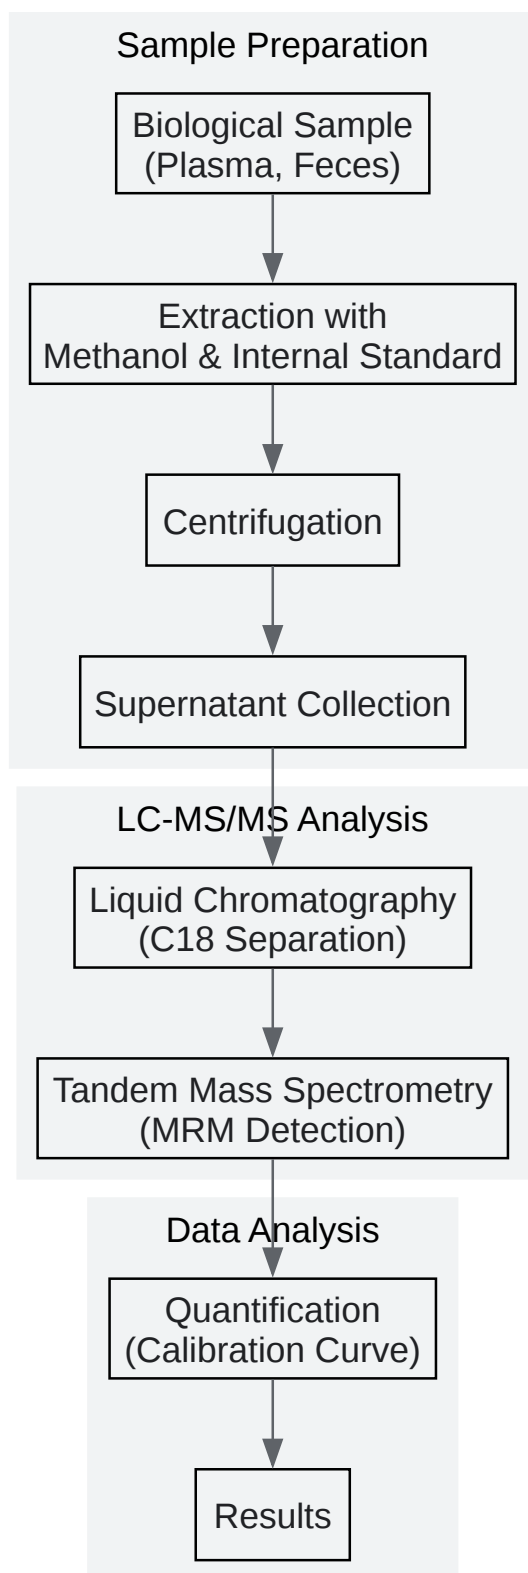 Sample Preparation
Biological Sample
(Plasma, Feces)
Extraction with
Methanol & Internal Standard
Centrifugation
Supernatant Collection
LC-MS/MS Analysis
Liquid Chromatography
(C18 Separation)
Tandem Mass Spectrometry
(MRM Detection)
Data Analysis
Quantification
(Calibration Curve)
Results